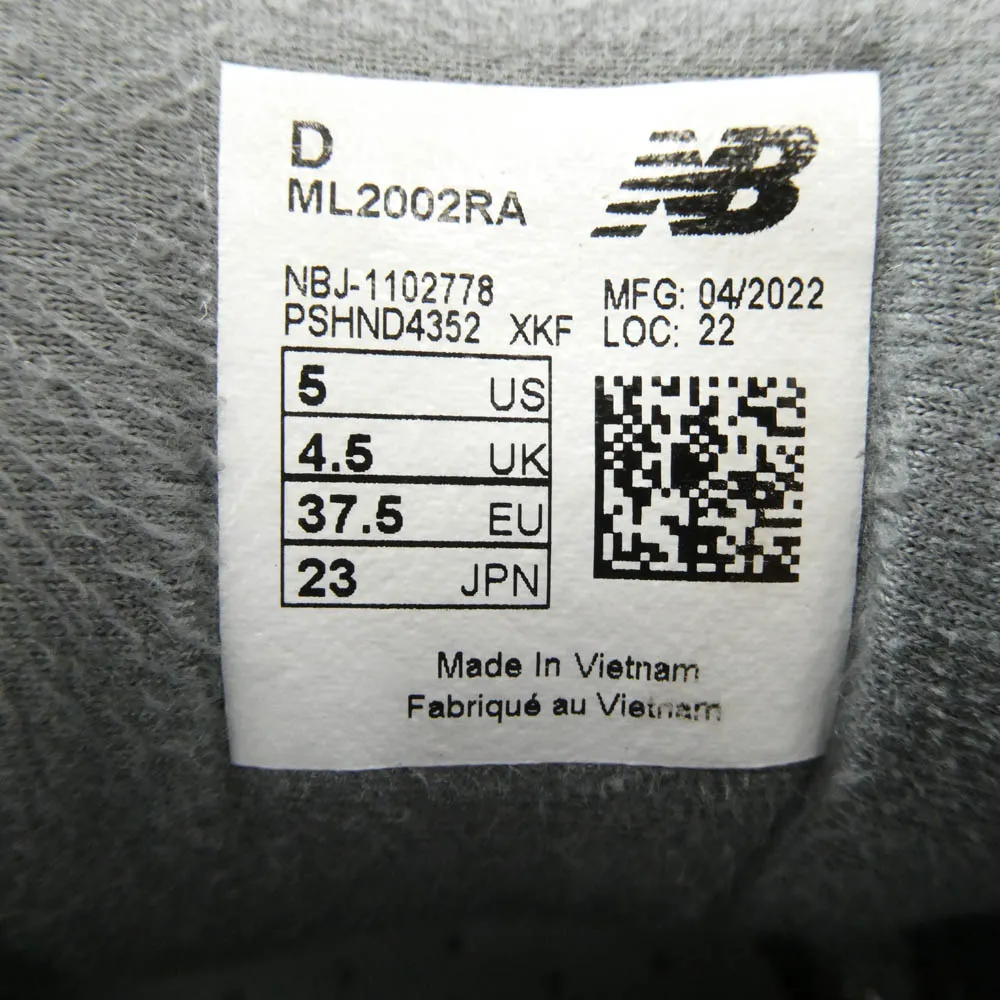 D
ML2002RA
NB
NBJ-1102778
PSHND4352 XKF
MFG: 04/2022
LOC: 22
5 US
4.5 UK
37.5 EU
23 JPN
Made In Vietnam
Fabriqué au Vietnam